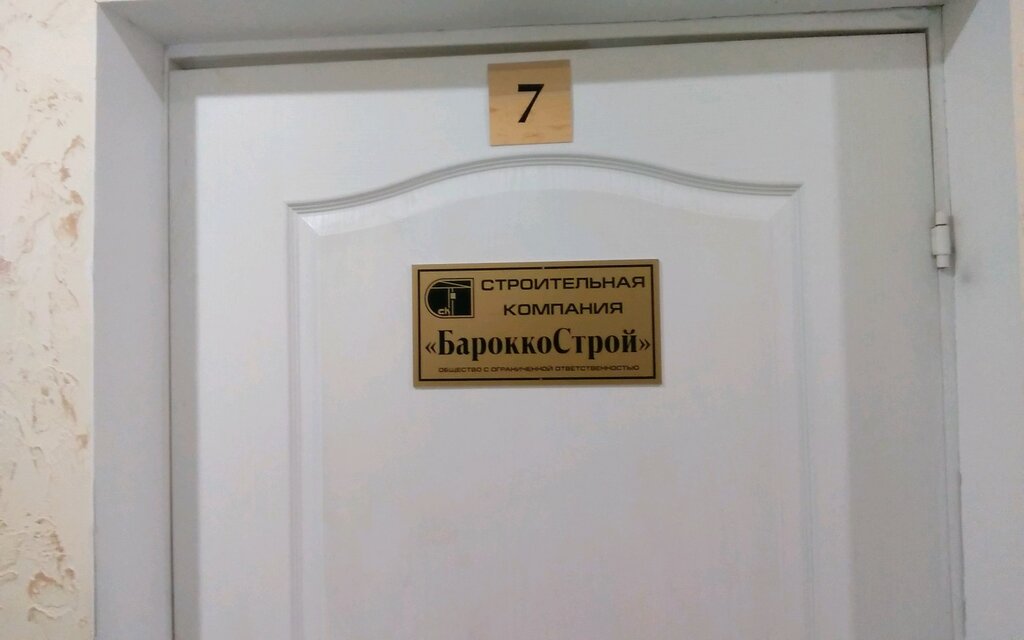 7
СТРОИТЕЛЬНАЯ
КОМПАНИЯ
«БароккоСтрой»
ОБЩЕСТВО С ОГРАНИЧЕННОЙ ОТВЕТСТВЕННОСТЬЮ